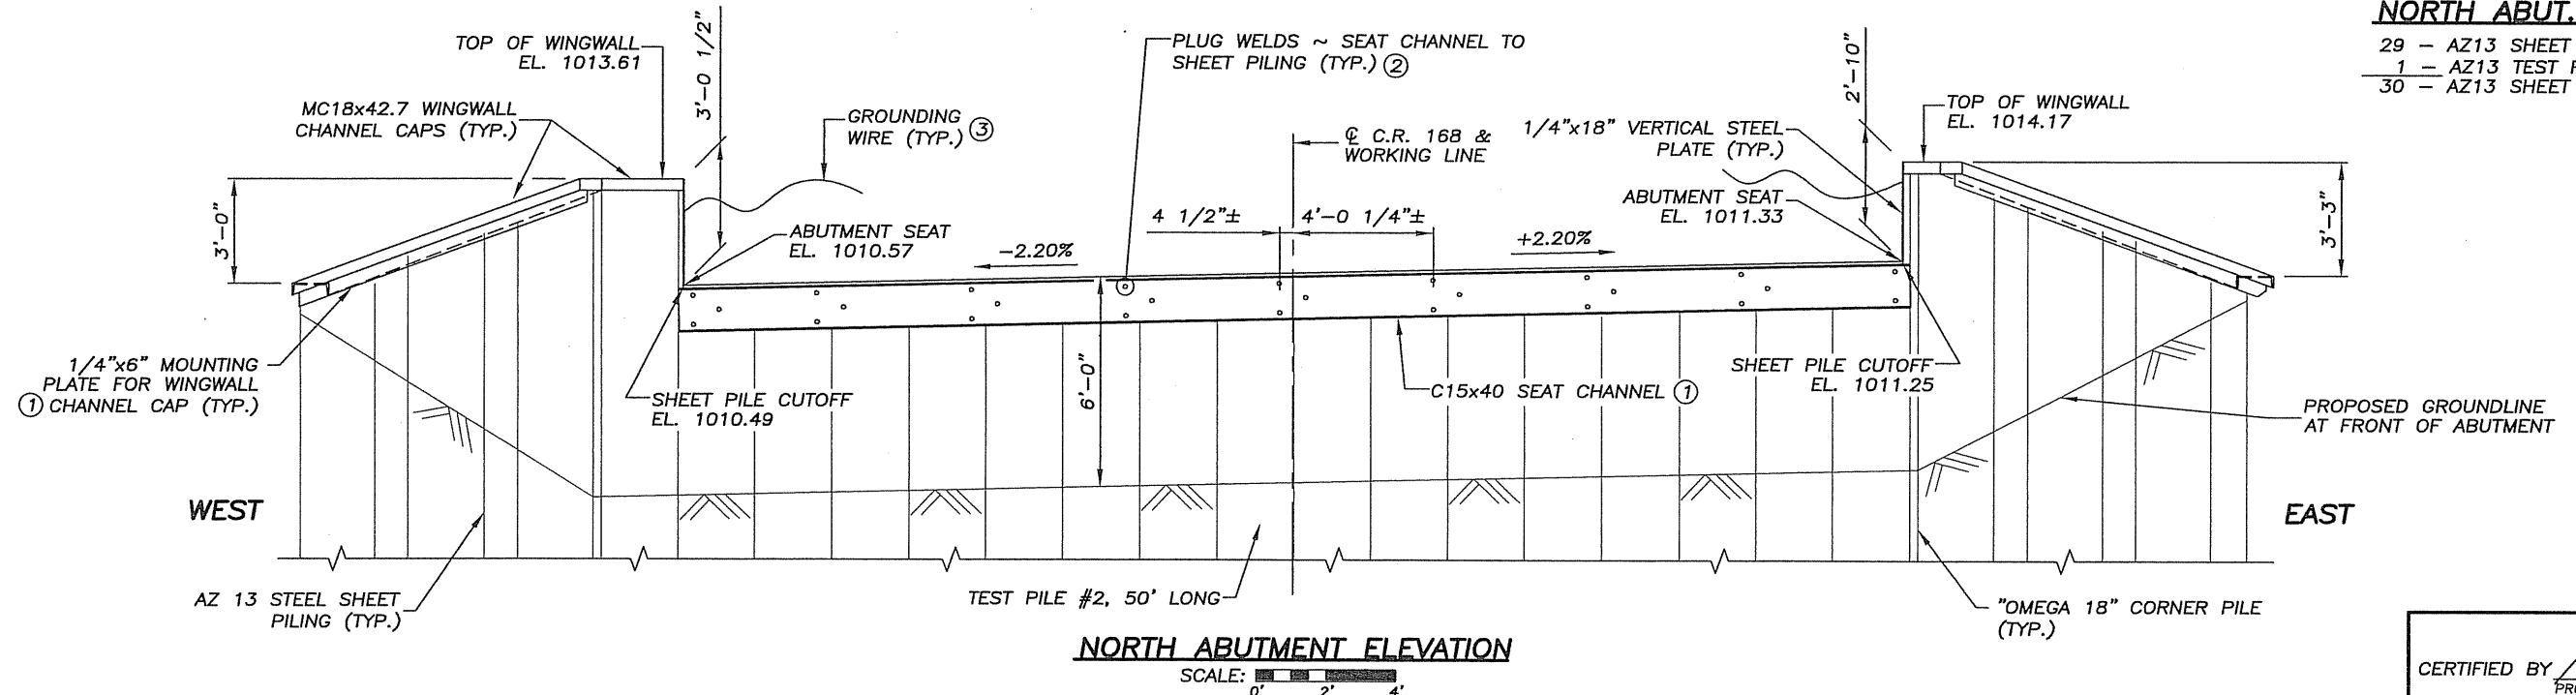 NORTH ABUT.
29 – AZ13 SHEET
1 – AZ13 TEST
30 – AZ13 SHEET
TOP OF WINGWALL
EL. 1013.61
3'-0 1/2"
PLUG WELDS ~ SEAT CHANNEL TO
SHEET PILING (TYP.) ②
2'-10"
MC18x42.7 WINGWALL
CHANNEL CAPS (TYP.)
GROUNDING
WIRE (TYP.) ③
℄ C.R. 168 &
WORKING LINE
1/4"x18" VERTICAL STEEL
PLATE (TYP.)
TOP OF WINGWALL
EL. 1014.17
3'-0"
ABUTMENT SEAT
EL. 1010.57
-2.20%
4 1/2"±
4'-0 1/4"±
+2.20%
ABUTMENT SEAT
EL. 1011.33
3'-3"
1/4"x6" MOUNTING
PLATE FOR WINGWALL
① CHANNEL CAP (TYP.)
SHEET PILE CUTOFF
EL. 1010.49
6'-0"
C15x40 SEAT CHANNEL ①
SHEET PILE CUTOFF
EL. 1011.25
PROPOSED GROUNDLINE
AT FRONT OF ABUTMENT
WEST
EAST
AZ 13 STEEL SHEET
PILING (TYP.)
TEST PILE #2, 50' LONG
"OMEGA 18" CORNER PILE
(TYP.)
NORTH ABUTMENT ELEVATION
SCALE:
0' 2' 4'
CERTIFIED BY